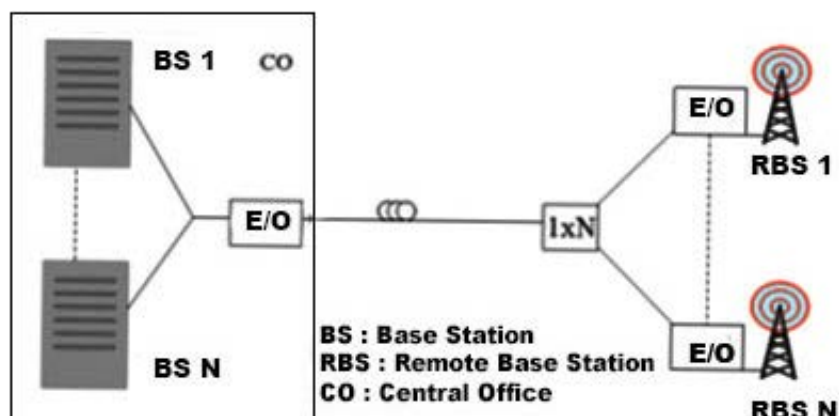 BS 1
CO
E/O
RBS 1
E/O
1xN
BS N
E/O
BS : Base Station
RBS : Remote Base Station
CO : Central Office
RBS N